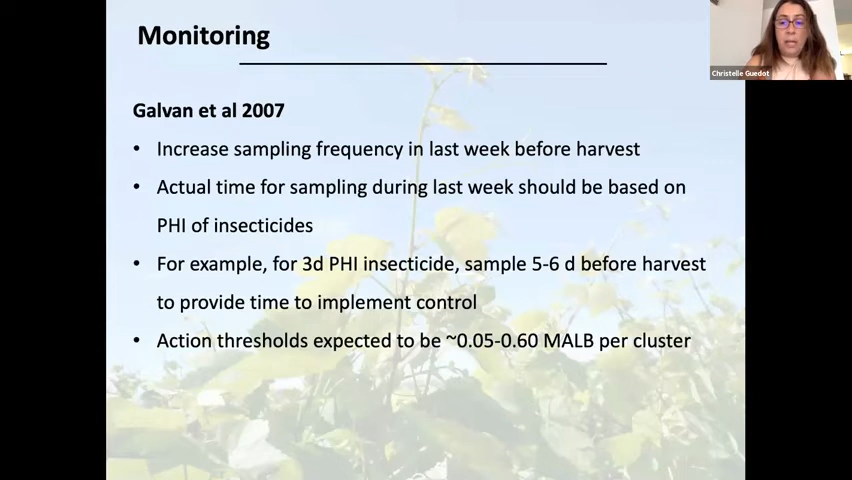 Monitoring
Christelle Guedot
Galvan et al 2007
• Increase sampling frequency in last week before harvest
• Actual time for sampling during last week should be based on
PHI of insecticides
• For example, for 3d PHI insecticide, sample 5-6 d before harvest
to provide time to implement control
• Action thresholds expected to be ~0.05-0.60 MALB per cluster